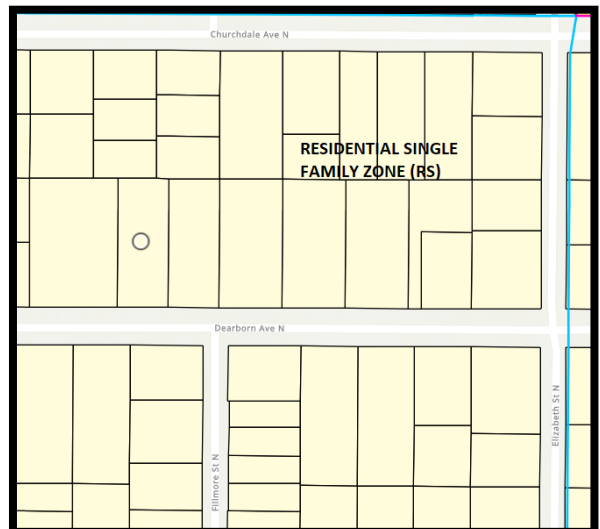 Churchdale Ave N
RESIDENTIAL SINGLE
FAMILY ZONE (RS)
Dearborn Ave N
Elizabeth St N
Fillmore St N